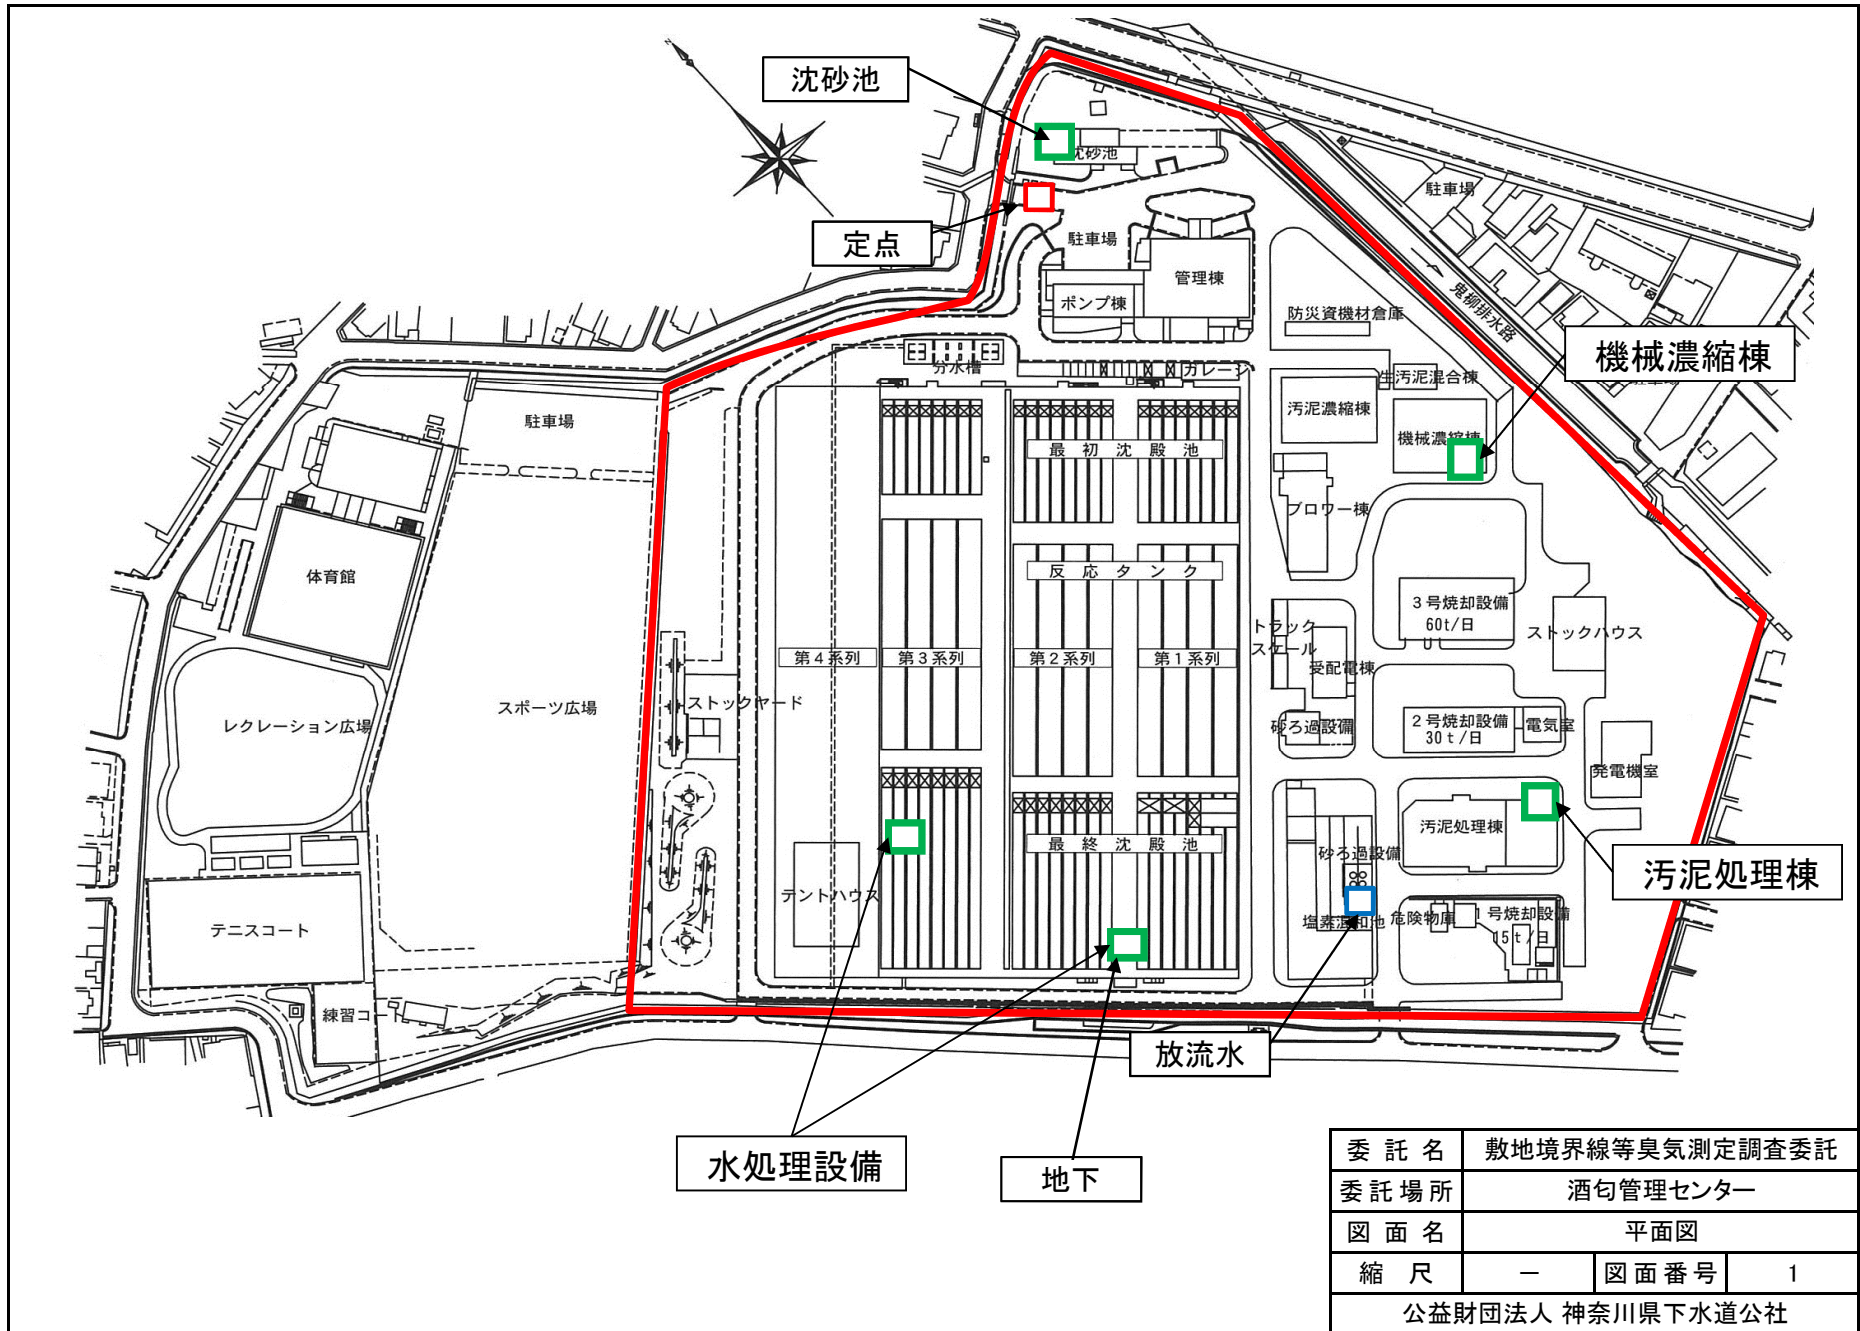 沈砂池
沈砂池
定点
駐車場
管理棟
ポンプ棟
駐車場
鬼柳排水路
防災資機材倉庫
機械濃縮棟
分水槽
ガレージ
生汚泥混合棟
汚泥濃縮棟
機械濃縮棟
駐車場
最初沈殿池
ブロワー棟
体育館
反応タンク
3号焼却設備
60t/日
ストックハウス
トラック
スケール
受配電棟
第4系列
第3系列
第2系列
第1系列
スポーツ広場
ストックヤード
レクレーション広場
砂ろ過設備
2号焼却設備
30t/日
電気室
発電機室
汚泥処理棟
最終沈殿池
砂ろ過設備
汚泥処理棟
テントハウス
塩素混和池
危険物庫
1号焼却設備
15t/日
テニスコート
練習コート
放流水
水処理設備
地下
委託名 敷地境界線等臭気測定調査委託
委託場所 酒匂管理センター
図面名 平面図
縮尺 － 図面番号 1
公益財団法人 神奈川県下水道公社